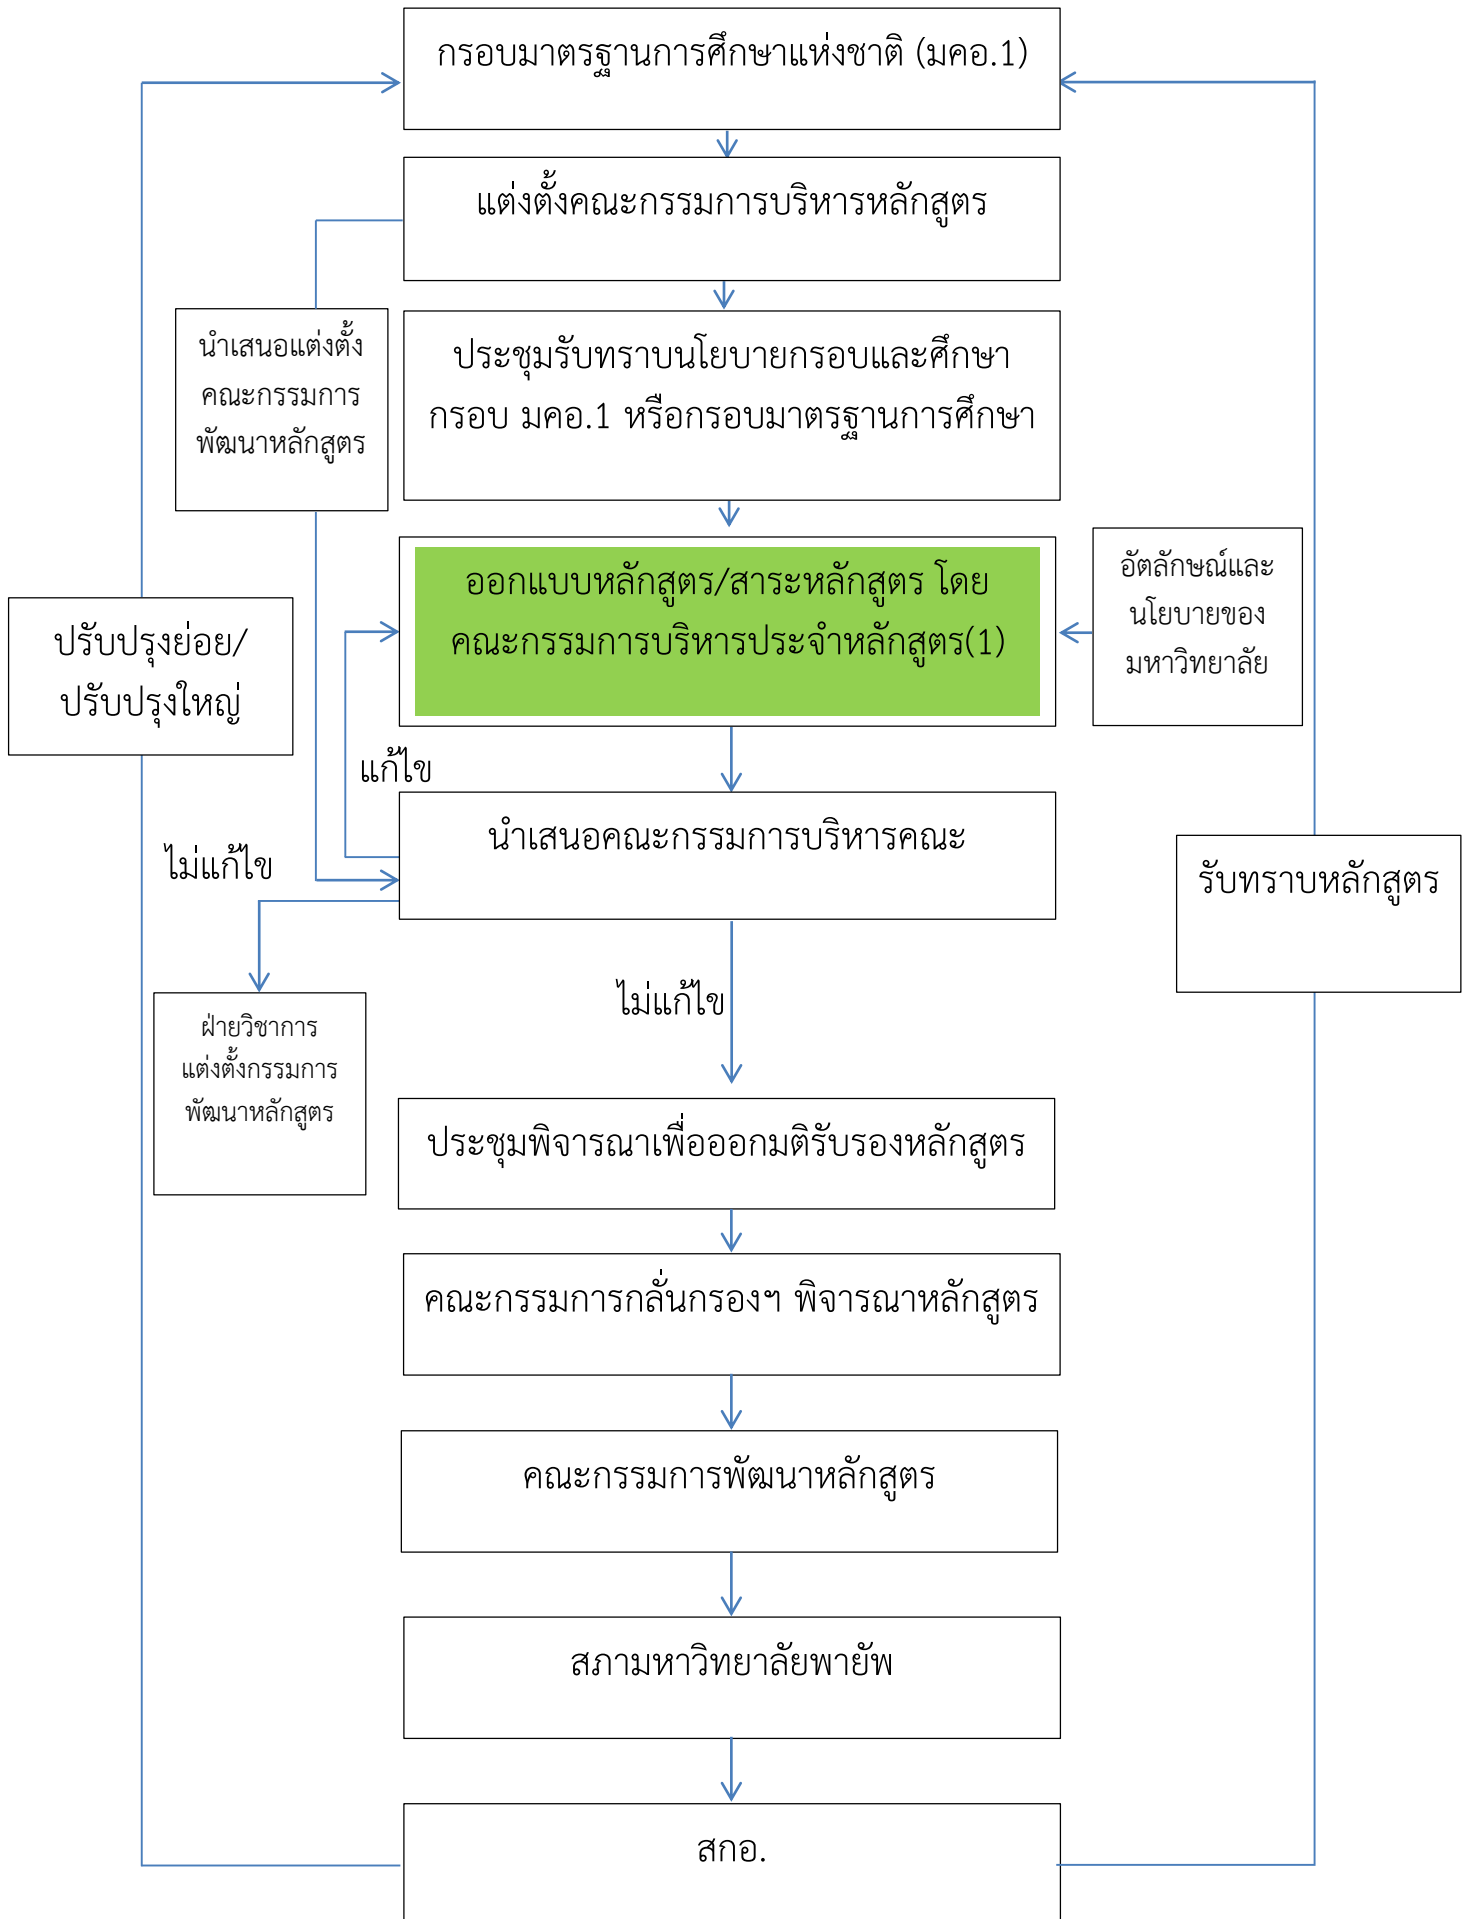 กรอบมาตรฐานการศึกษาแห่งชาติ (มคอ.1)
แต่งตั้งคณะกรรมการบริหารหลักสูตร
นำเสนอแต่งตั้ง
คณะกรรมการ
พัฒนาหลักสูตร
ประชุมรับทราบนโยบายกรอบและศึกษา
กรอบ มคอ.1 หรือกรอบมาตรฐานการศึกษา
ออกแบบหลักสูตร/สาระหลักสูตร โดย
คณะกรรมการบริหารประจำหลักสูตร(1)
อัตลักษณ์และ
นโยบายของ
มหาวิทยาลัย
ปรับปรุงย่อย/
ปรับปรุงใหญ่
แก้ไข
นำเสนอคณะกรรมการบริหารคณะ
ไม่แก้ไข
รับทราบหลักสูตร
ไม่แก้ไข
ฝ่ายวิชาการ
แต่งตั้งกรรมการ
พัฒนาหลักสูตร
ประชุมพิจารณาเพื่อออกมติรับรองหลักสูตร
คณะกรรมการกลั่นกรองฯ พิจารณาหลักสูตร
คณะกรรมการพัฒนาหลักสูตร
สภามหาวิทยาลัยพายัพ
สกอ.